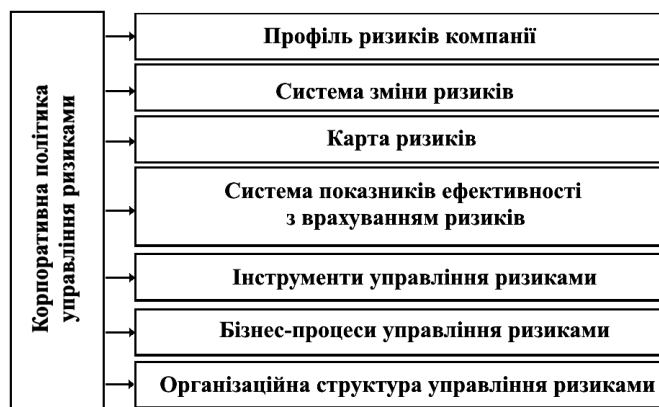 Корпоративна політика
управління ризиками
Профіль ризиків компанії
Система зміни ризиків
Карта ризиків
Система показників ефективності
з врахуванням ризиків
Інструменти управління ризиками
Бізнес-процеси управління ризиками
Організаційна структура управління ризиками